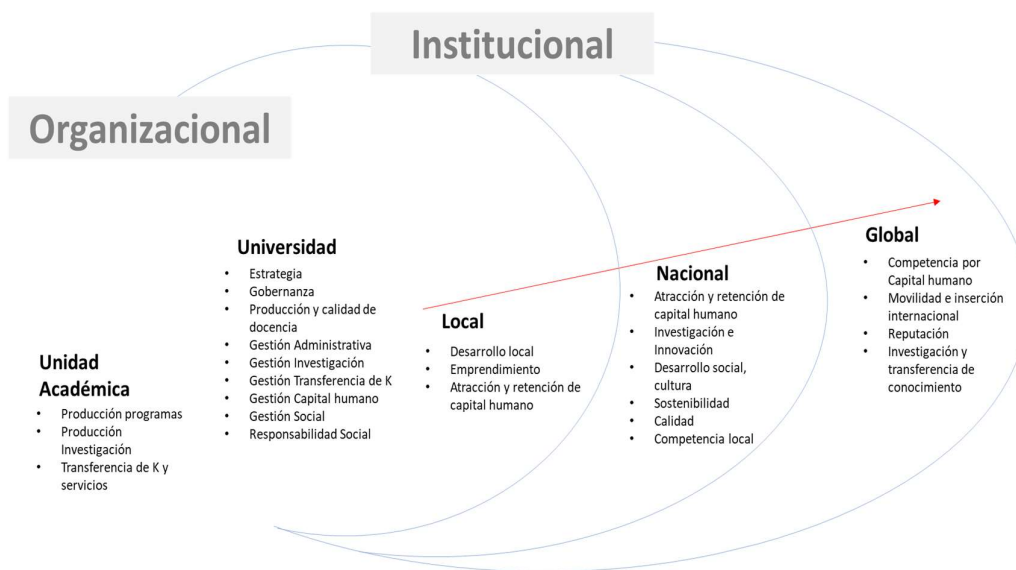 Institucional
Organizacional
Unidad
Académica
• Producción programas
• Producción
Investigación
• Transferencia de K y
servicios
Universidad
• Estrategia
• Gobernanza
• Producción y calidad de
docencia
• Gestión Administrativa
• Gestión Investigación
• Gestión Transferencia de K
• Gestión Capital humano
• Gestión Social
• Responsabilidad Social
Local
• Desarrollo local
• Emprendimiento
• Atracción y retención de
capital humano
Nacional
• Atracción y retención de
capital humano
• Investigación e
Innovación
• Desarrollo social,
cultura
• Sostenibilidad
• Calidad
• Competencia local
Global
• Competencia por
Capital humano
• Movilidad e inserción
internacional
• Reputación
• Investigación y
transferencia de
conocimiento